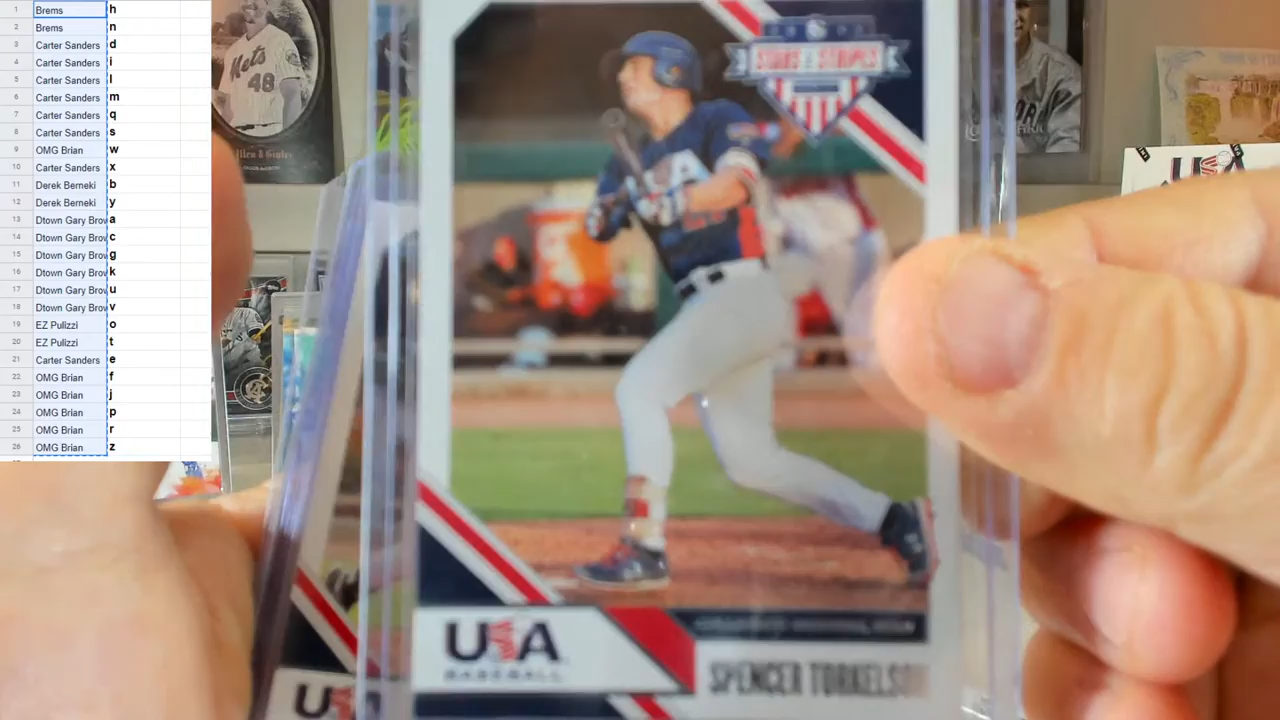 1 Brems h
2 Brems n
3 Carter Sanders d
4 Carter Sanders i
5 Carter Sanders l
6 Carter Sanders m
7 Carter Sanders q
8 Carter Sanders s
9 OMG Brian w
10 Carter Sanders x
11 Derek Berneki b
12 Derek Berneki y
13 Dtown Gary Brow a
14 Dtown Gary Brow c
15 Dtown Gary Brow g
16 Dtown Gary Brow k
17 Dtown Gary Brow u
18 Dtown Gary Brow v
19 EZ Pulizzi o
20 EZ Pulizzi t
21 Carter Sanders e
22 OMG Brian f
23 OMG Brian j
24 OMG Brian p
25 OMG Brian r
26 OMG Brian z
Mets
48
Allen & Ginter
STARS & STRIPES
USA
BASEBALL
SPENCER TORKELSO
U